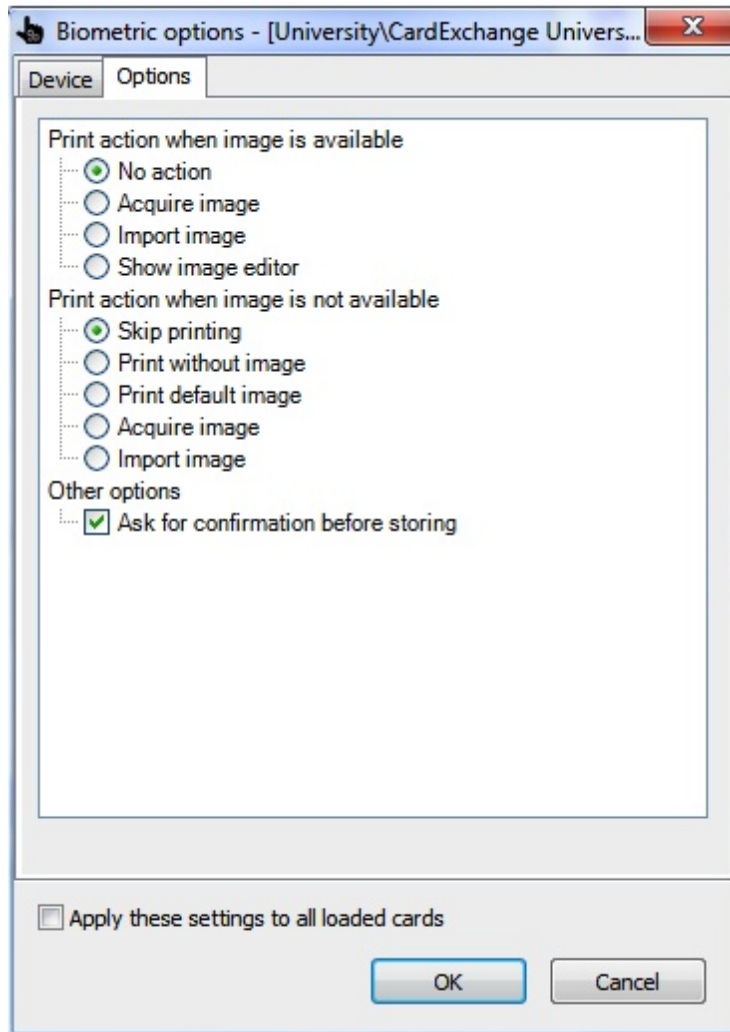 Biometric options - [University\CardExchange Univers...
Device
Options
Print action when image is available
No action
Acquire image
Import image
Show image editor
Print action when image is not available
Skip printing
Print without image
Print default image
Acquire image
Import image
Other options
Ask for confirmation before storing
Apply these settings to all loaded cards
OK
Cancel